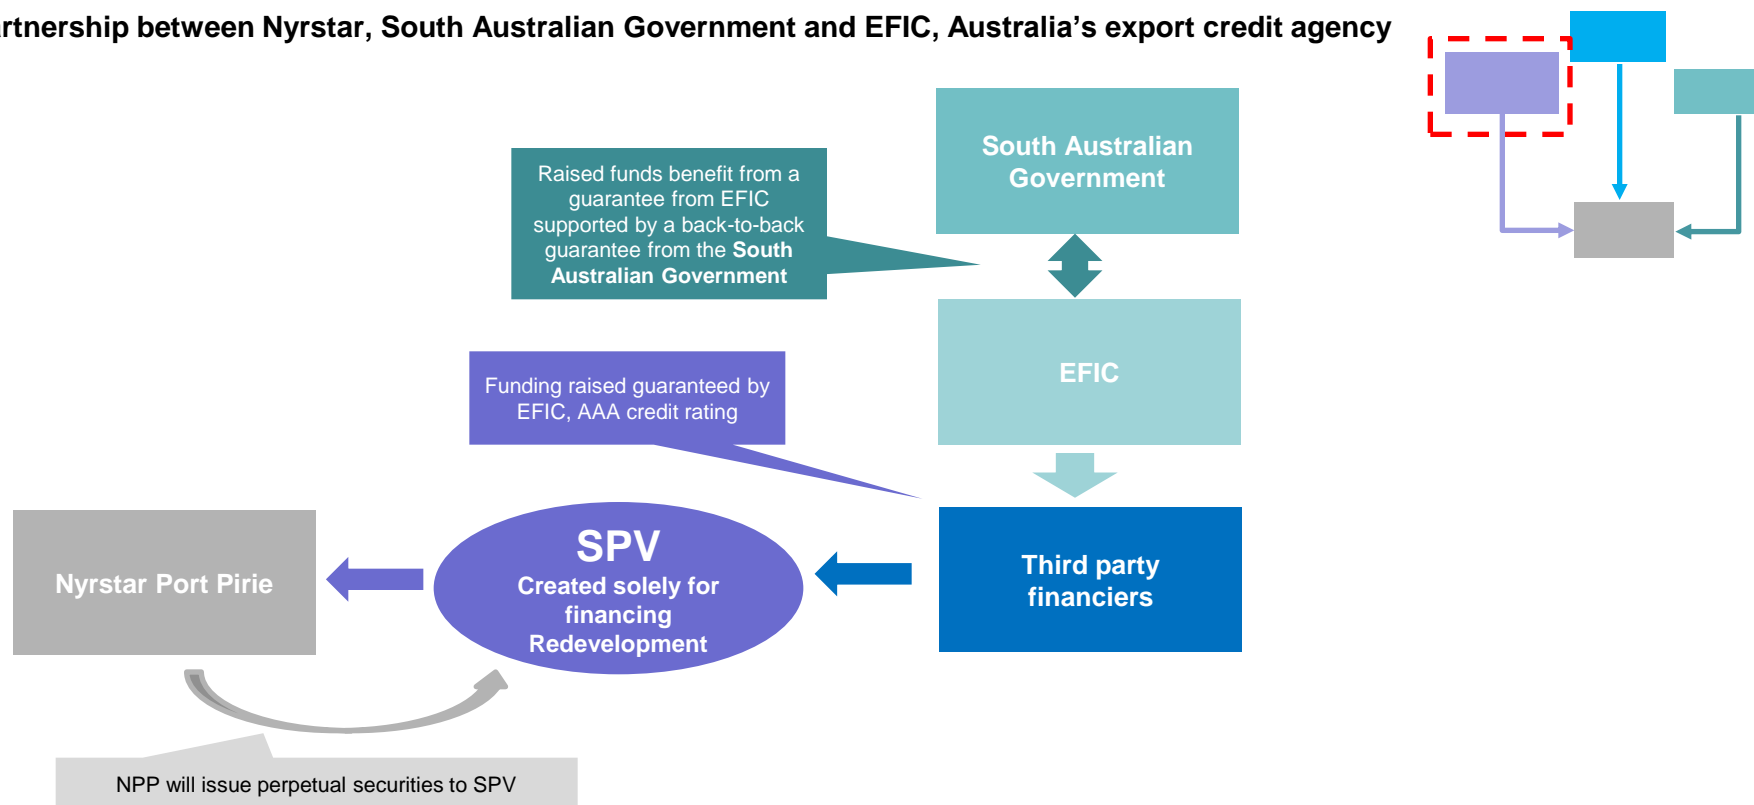 artnership between Nyrstar, South Australian Government and EFIC, Australia’s export credit agency
South Australian
Government
Raised funds benefit from a
guarantee from EFIC
supported by a back-to-back
guarantee from the South
Australian Government
EFIC
Funding raised guaranteed by
EFIC, AAA credit rating
Nyrstar Port Pirie
SPV
Created solely for
financing
Redevelopment
Third party
financiers
NPP will issue perpetual securities to SPV